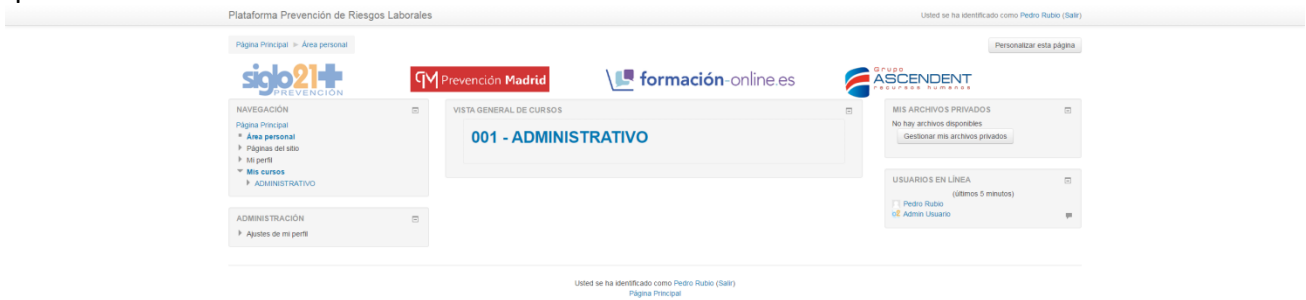 Plataforma Prevención de Riesgos Laborales
Usted se ha identificado como Pedro Rubio (Salir)
Página Principal ► Área personal
Personalizar esta página
siglo21+
PREVENCIÓN
PM Prevención Madrid
formación-online.es
Grupo
ASCENDENT
recursos humanos
NAVEGACIÓN
Página Principal
Área personal
Páginas del sitio
Mi perfil
Mis cursos
ADMINISTRATIVO
ADMINISTRACIÓN
Ajustes de mi perfil
VISTA GENERAL DE CURSOS
001 - ADMINISTRATIVO
MIS ARCHIVOS PRIVADOS
No hay archivos disponibles
Gestionar mis archivos privados
USUARIOS EN LÍNEA
(últimos 5 minutos)
Pedro Rubio
Admin Usuario
Usted se ha identificado como Pedro Rubio (Salir)
Página Principal